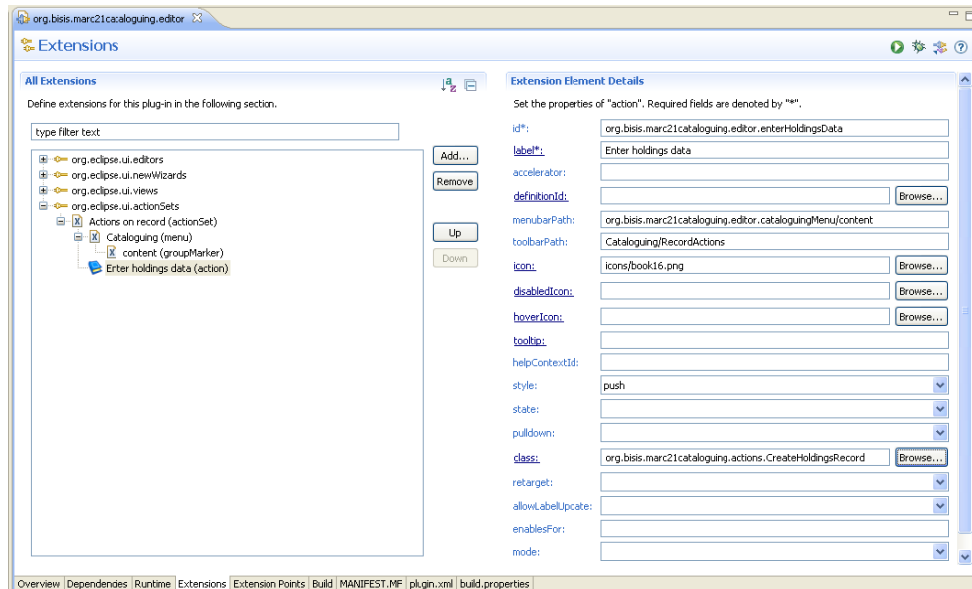 org.bisis.marc21cataloguing.editor
Extensions
All Extensions
Define extensions for this plug-in in the following section.
type filter text
org.eclipse.ui.editors
org.eclipse.ui.newWizards
org.eclipse.ui.views
org.eclipse.ui.actionSets
Actions on record (actionSet)
Cataloguing (menu)
content (groupMarker)
Enter holdings data (action)
Add...
Remove
Up
Down
Extension Element Details
Set the properties of "action". Required fields are denoted by "*".
id*: org.bisis.marc21cataloguing.editor.enterHoldingsData
label*: Enter holdings data
accelerator:
definitionId: Browse...
menubarPath: org.bisis.marc21cataloguing.editor.cataloguingMenu/content
toolbarPath: Cataloguing/RecordActions
icon: icons/book16.png Browse...
disabledIcon: Browse...
hoverIcon: Browse...
tooltip:
helpContextId:
style: push
state:
pulldown:
class: org.bisis.marc21cataloguing.actions.CreateHoldingsRecord Browse...
retarget:
allowLabelUpdate:
enablesFor:
mode:
Overview Dependencies Runtime Extensions Extension Points Build MANIFEST.MF plugin.xml build.properties